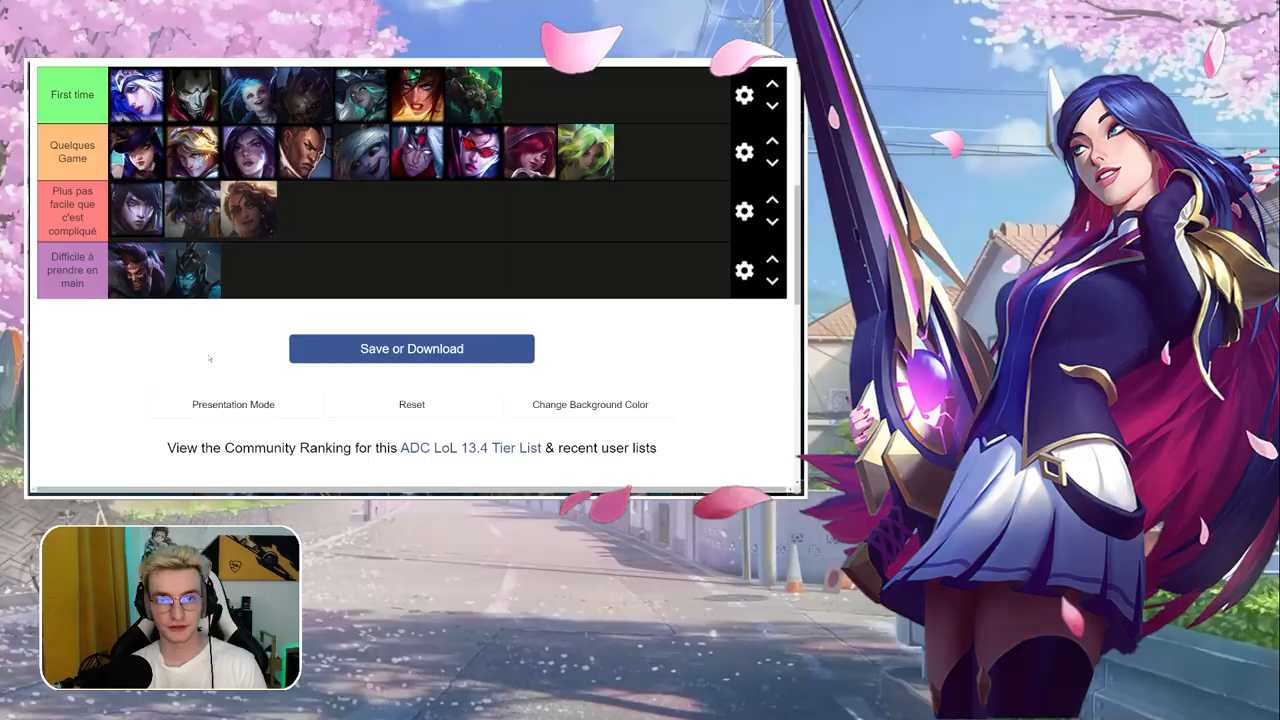 First time
Quelques
Game
Plus pas
facile que
c'est
compliqué
Difficile à
prendre en
main
Save or Download
Presentation Mode
Reset
Change Background Color
View the Community Ranking for this ADC LoL 13.4 Tier List & recent user lists